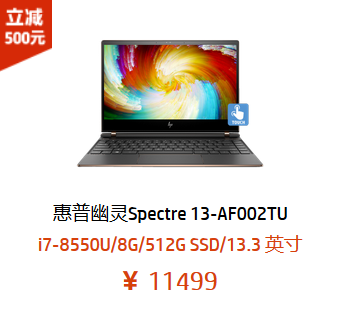 立减
500元
hp
TOUCH
惠普幽灵Spectre 13-AF002TU
i7-8550U/8G/512G SSD/13.3 英寸
¥ 11499